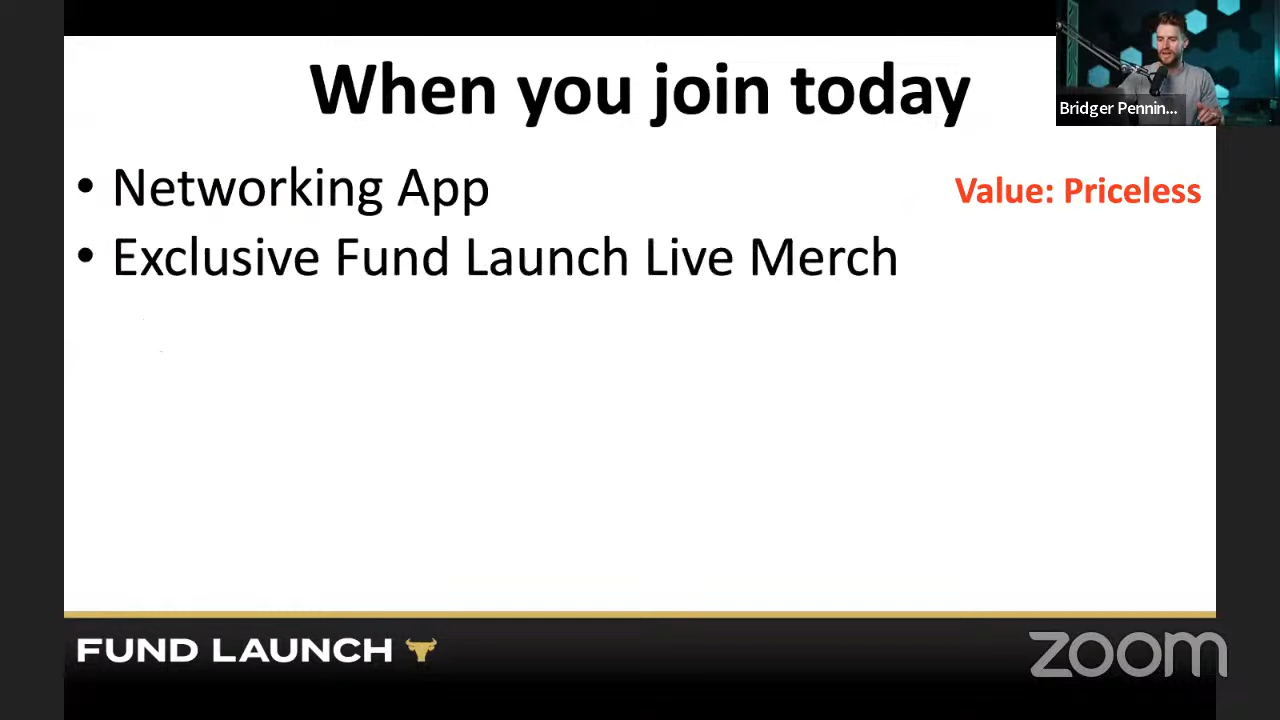 When you join today
Bridger Pennin...
• Networking App
Value: Priceless
• Exclusive Fund Launch Live Merch
FUND LAUNCH
zoom